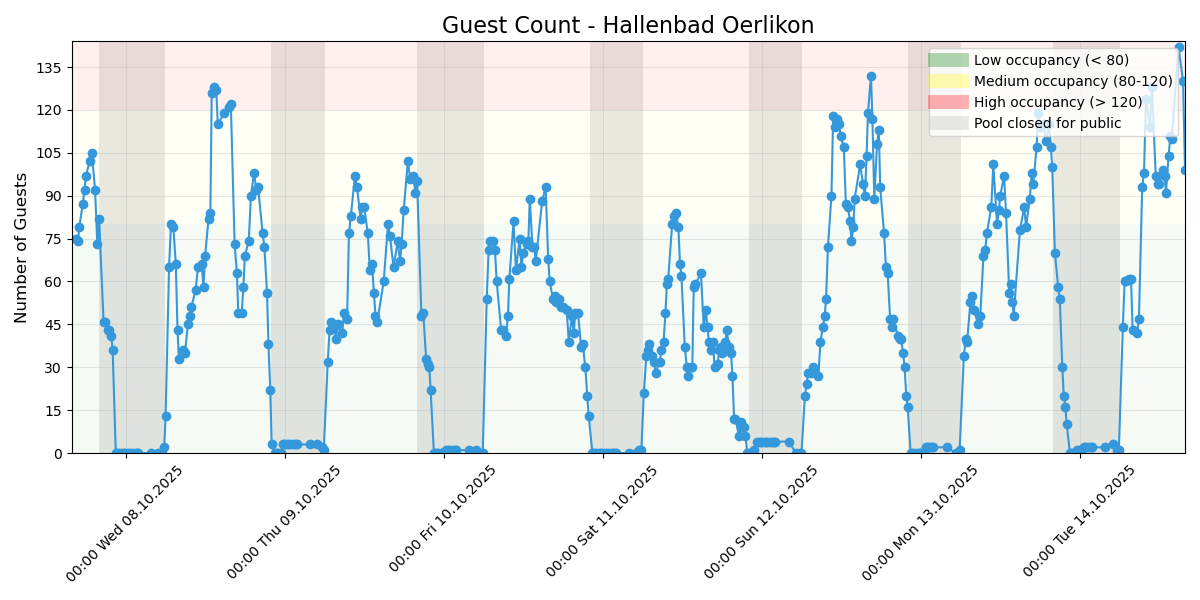 Guest Count - Hallenbad Oerlikon
Number of Guests
135
120
105
90
75
60
45
30
15
0
Low occupancy (< 80)
Medium occupancy (80-120)
High occupancy (> 120)
Pool closed for public
00:00 Wed 08.10.2025
00:00 Thu 09.10.2025
00:00 Fri 10.10.2025
00:00 Sat 11.10.2025
00:00 Sun 12.10.2025
00:00 Mon 13.10.2025
00:00 Tue 14.10.2025